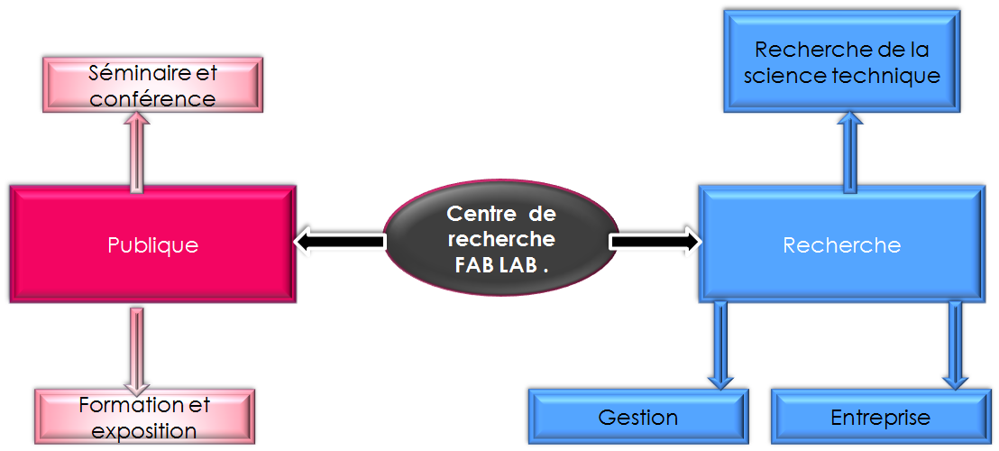 Séminaire et
conférence
Recherche de la
science technique
Publique
Centre de
recherche
FAB LAB .
Recherche
Formation et
exposition
Gestion
Entreprise